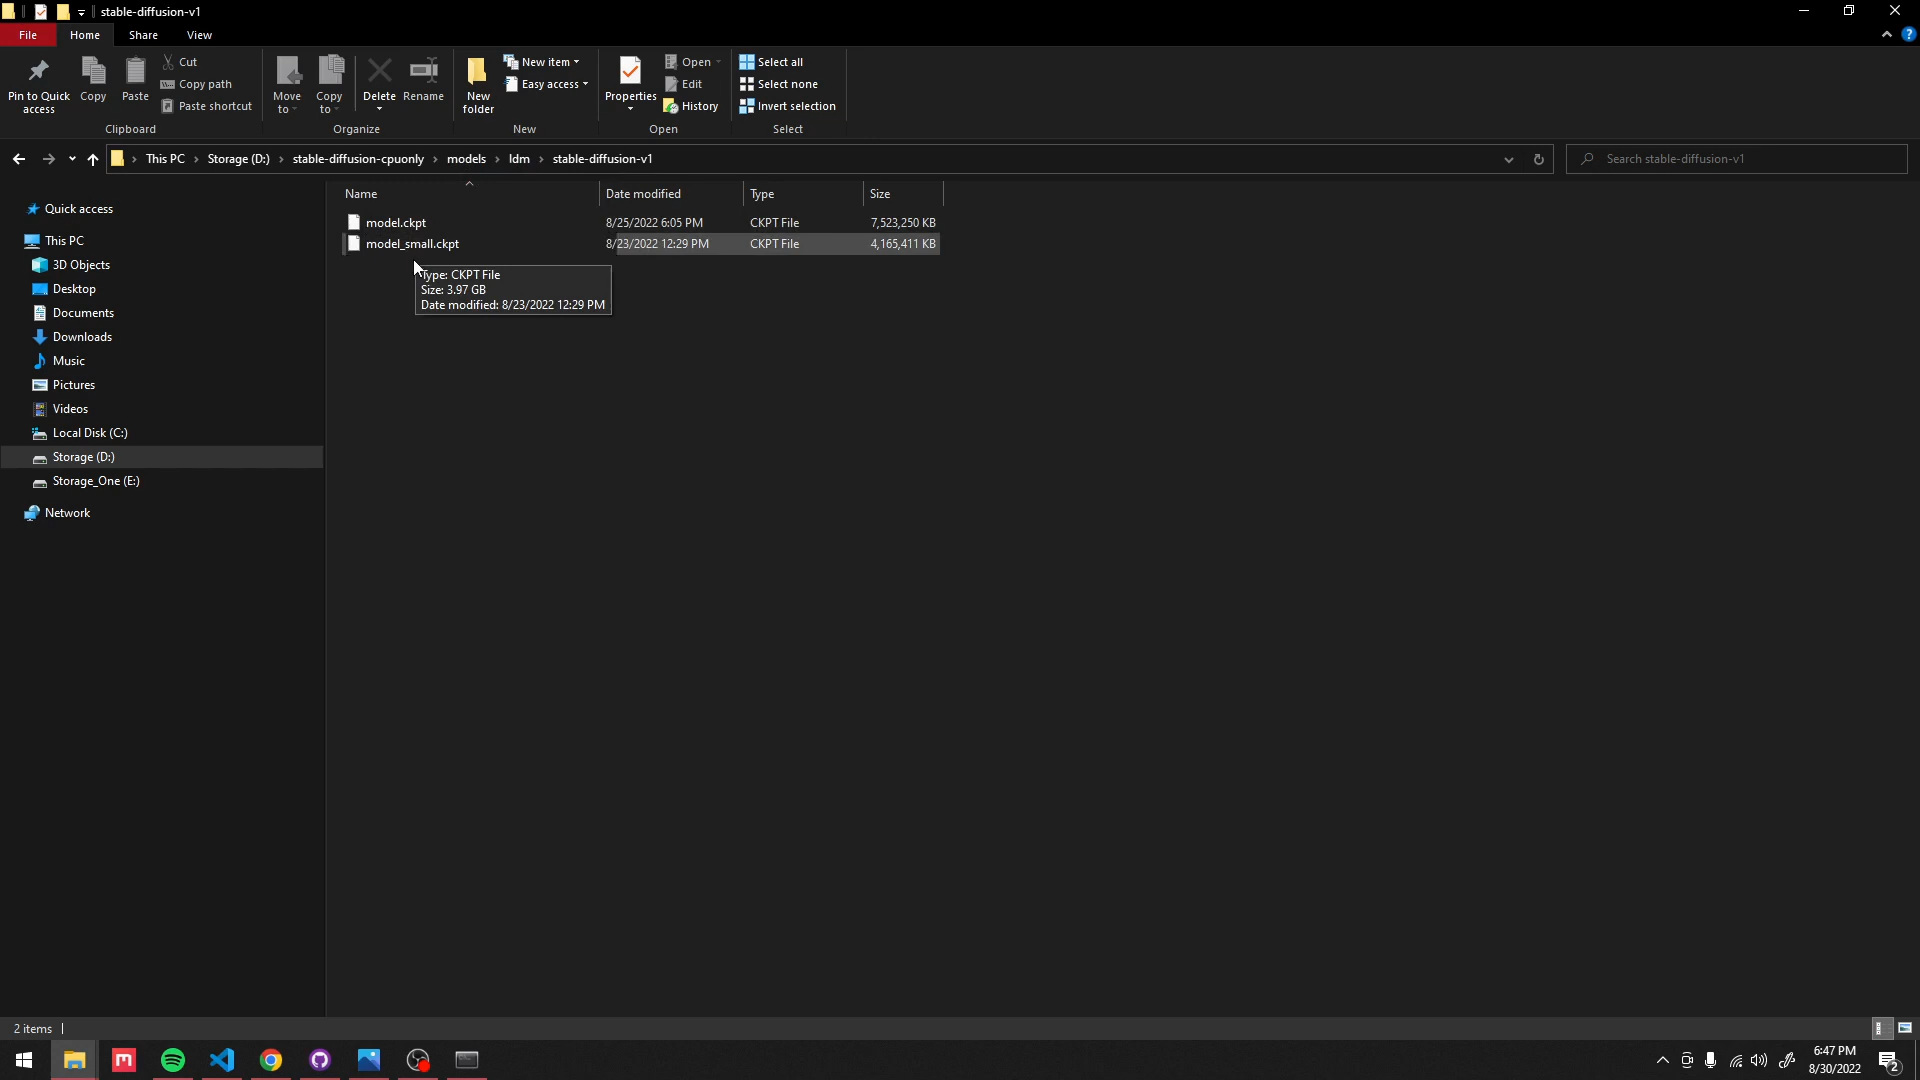 stable-diffusion-v1
File Home Share View
Pin to Quick access
Copy
Paste
Cut
Copy path
Paste shortcut
Clipboard
Move to
Copy to
Delete
Rename
Organize
New folder
New item
Easy access
New
Properties
Open
Edit
History
Open
Select all
Select none
Invert selection
Select
This PC › Storage (D:) › stable-diffusion-cpuonly › models › ldm › stable-diffusion-v1
Search stable-diffusion-v1
Name Date modified Type Size
model.ckpt 8/25/2022 6:05 PM CKPT File 7,523,250 KB
model_small.ckpt 8/23/2022 12:29 PM CKPT File 4,165,411 KB
Type: CKPT File
Size: 3.97 GB
Date modified: 8/23/2022 12:29 PM
Quick access
This PC
3D Objects
Desktop
Documents
Downloads
Music
Pictures
Videos
Local Disk (C:)
Storage (D:)
Storage_One (E:)
Network
2 items
6:47 PM
8/30/2022
2